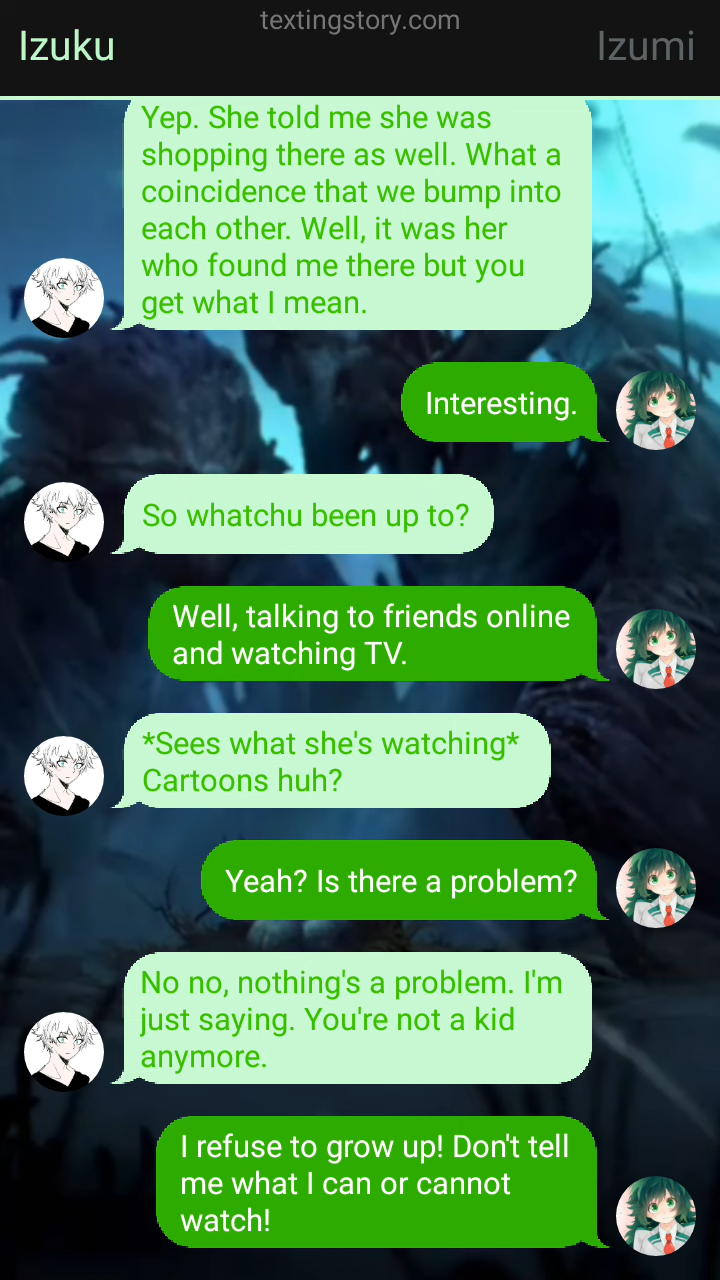 textingstory.com
Izuku
Izumi
Yep. She told me she was
shopping there as well. What a
coincidence that we bump into
each other. Well, it was her
who found me there but you
get what I mean.
Interesting.
So whatchu been up to?
Well, talking to friends online
and watching TV.
*Sees what she's watching*
Cartoons huh?
Yeah? Is there a problem?
No no, nothing's a problem. I'm
just saying. You're not a kid
anymore.
I refuse to grow up! Don't tell
me what I can or cannot
watch!